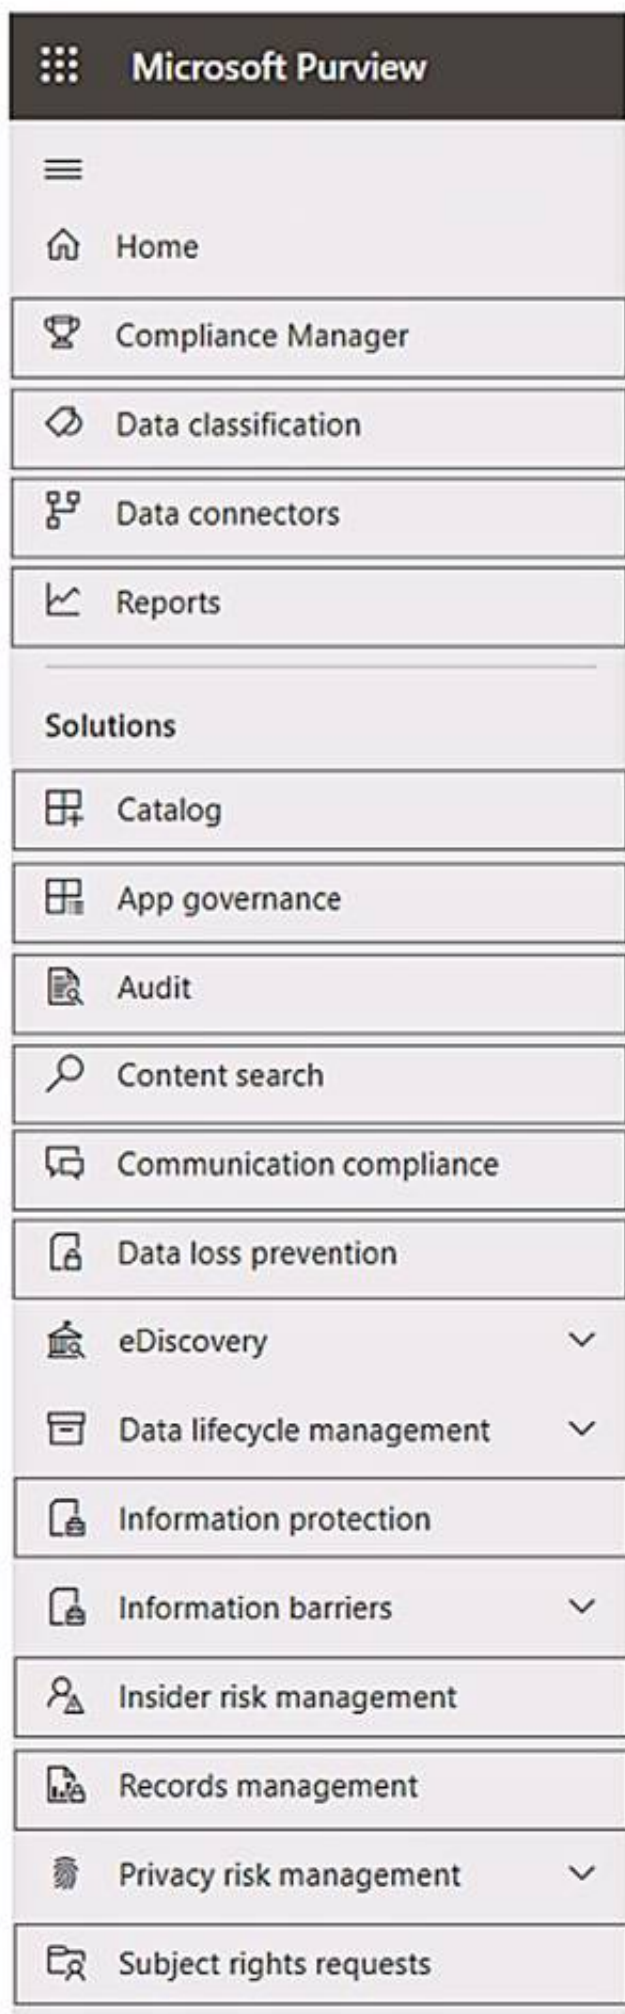 Microsoft Purview
Home
Compliance Manager
Data classification
Data connectors
Reports
Solutions
Catalog
App governance
Audit
Content search
Communication compliance
Data loss prevention
eDiscovery
Data lifecycle management
Information protection
Information barriers
Insider risk management
Records management
Privacy risk management
Subject rights requests